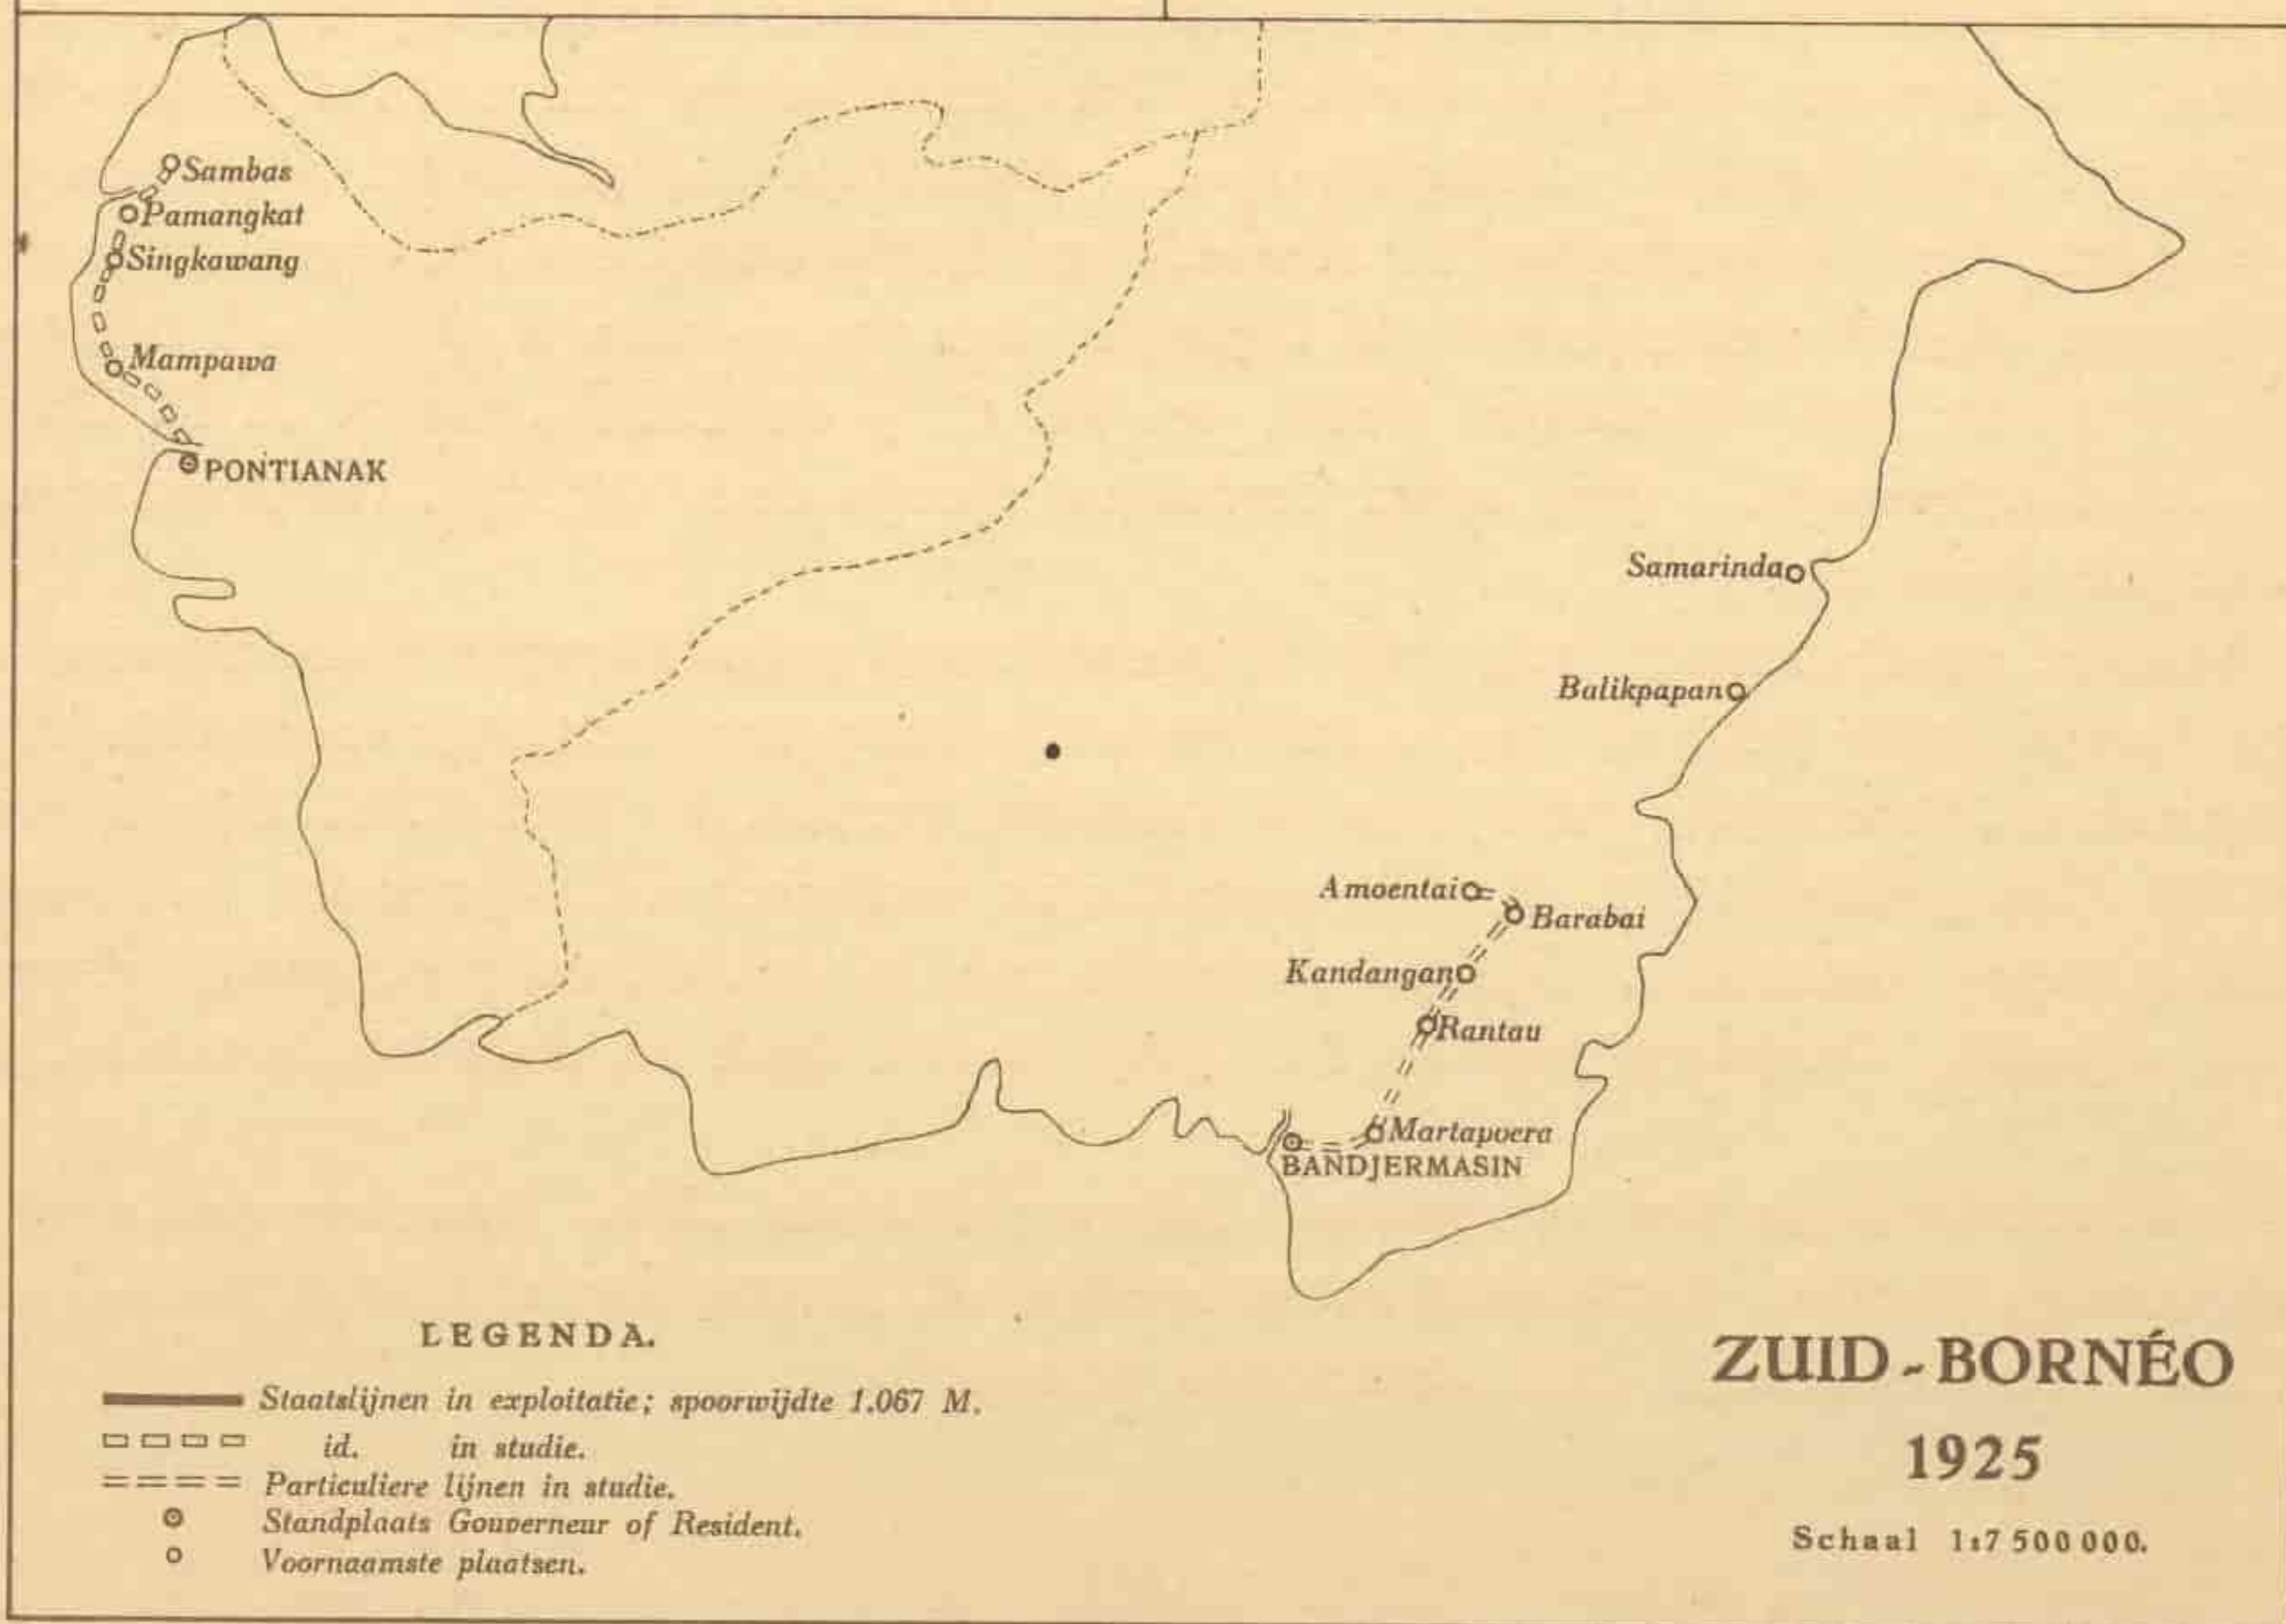 Sambas
Pamangkat
Singkawang
Mampawa
PONTIANAK
Samarinda
Balikpapan
Amoentai
Barabai
Kandangan
Rantau
Martapoera
BANDJERMASIN
LEGENDA.
Staatslijnen in exploitatie; spoorwijdte 1.067 M.
id. in studie.
Particuliere lijnen in studie.
Standplaats Gouverneur of Resident.
Voornaamste plaatsen.
ZUID-BORNÉO
1925
Schaal 1:7 500 000.